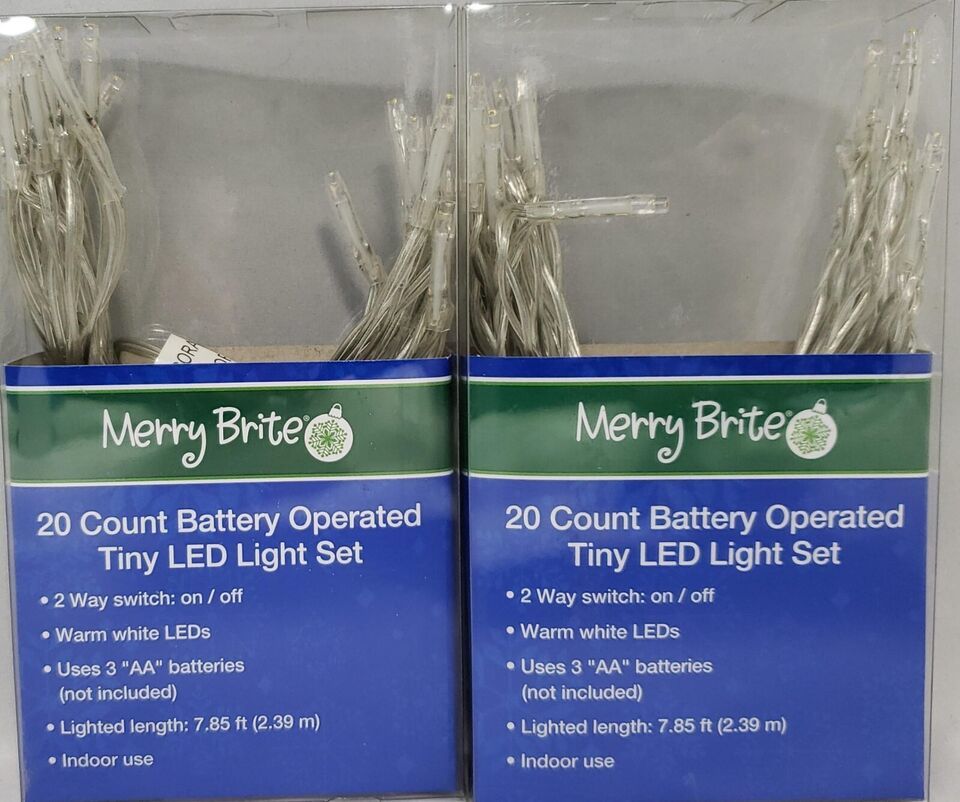 ORA
Merry Brite®
20 Count Battery Operated
Tiny LED Light Set
• 2 Way switch: on / off
• Warm white LEDs
• Uses 3 "AA" batteries
(not included)
• Lighted length: 7.85 ft (2.39 m)
• Indoor use
Merry Brite®
20 Count Battery Operated
Tiny LED Light Set
• 2 Way switch: on / off
• Warm white LEDs
• Uses 3 "AA" batteries
(not included)
• Lighted length: 7.85 ft (2.39 m)
• Indoor use